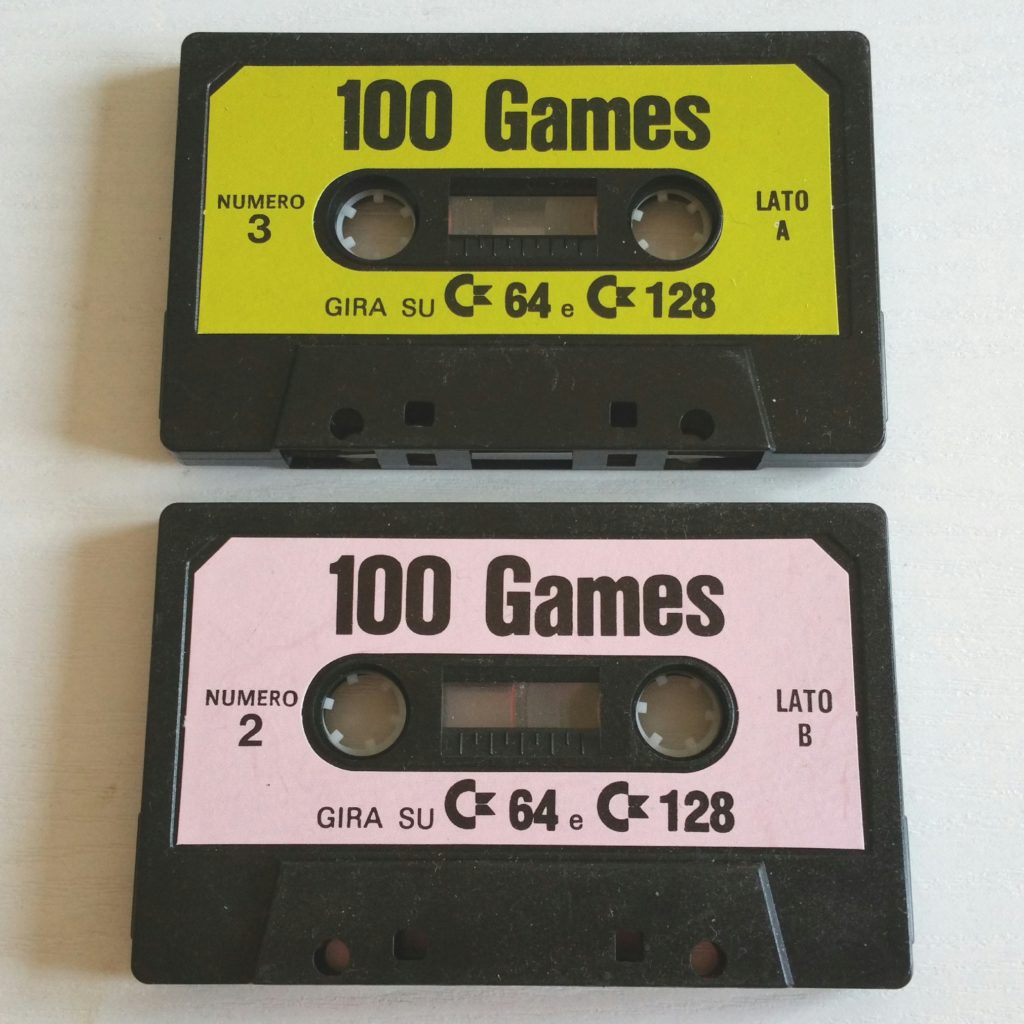 100 Games
NUMERO
3
LATO
A
GIRA SU C= 64 e C= 128
100 Games
NUMERO
2
LATO
B
GIRA SU C= 64 e C= 128